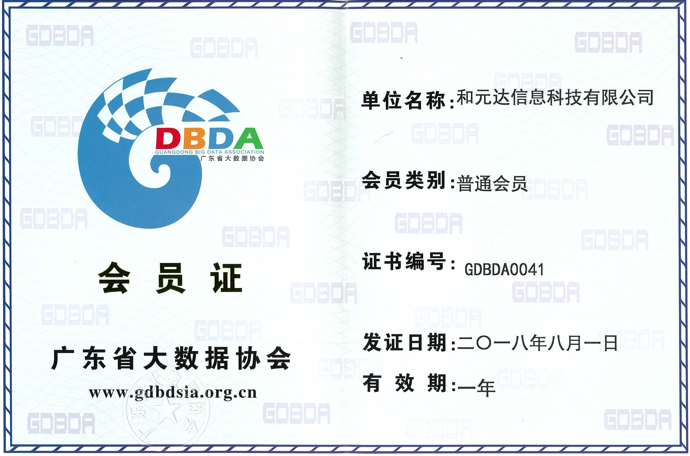 DBDA
GUANGDONG BIG DATA ASSOCIATION
广东省大数据协会
会员证
广东省大数据协会
www.gdbdsia.org.cn
单位名称:和元达信息科技有限公司
会员类别:普通会员
证书编号:GDBDA0041
发证日期:二〇一八年八月一日
有效期:一年
GDBDA